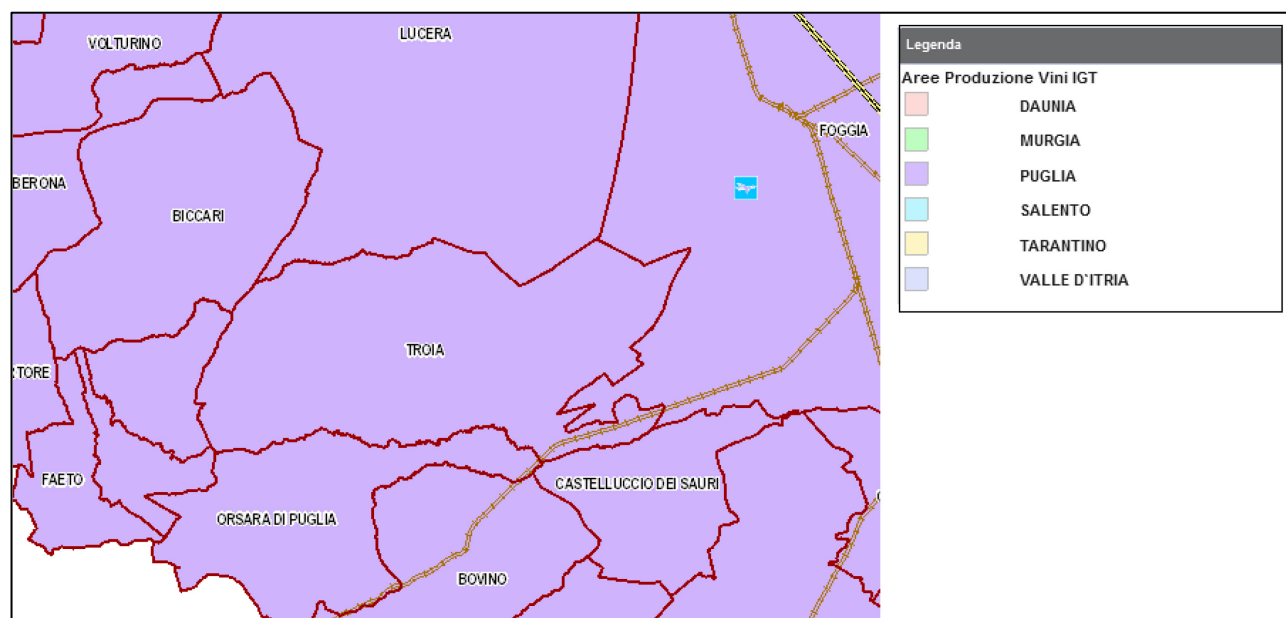 VOLTURINO
LUCERA
FOGGIA
BERONA
BICCARI
TROIA
RTORE
FAETO
CASTELLUCCIO DEI SAURI
ORSARA DI PUGLIA
BOVINO
Legenda
Aree Produzione Vini IGT
DAUNIA
MURGIA
PUGLIA
SALENTO
TARANTINO
VALLE D`ITRIA